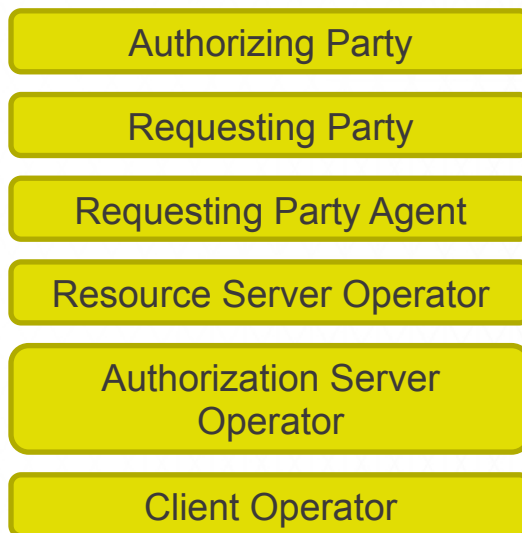 Authorizing Party
Requesting Party
Requesting Party Agent
Resource Server Operator
Authorization Server
Operator
Client Operator